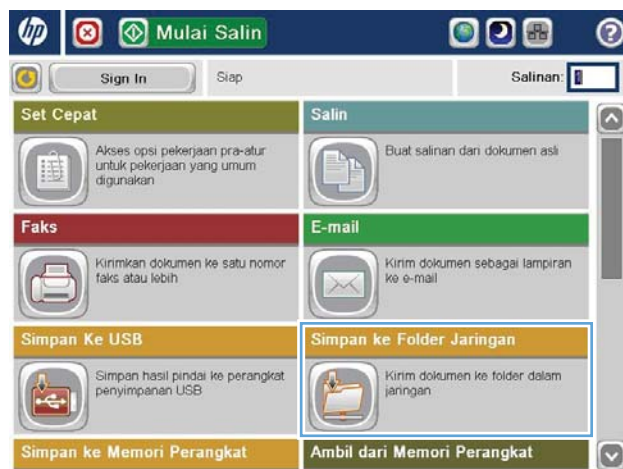 hp
Mulai Salin
?
Sign In
Siap
Salinan: 1
Set Cepat
Akses opsi pekerjaan pra-atur
untuk pekerjaan yang umum
digunakan
Salin
Buat salinan dari dokumen asli
Faks
Kirimkan dokumen ke satu nomor
faks atau lebih
E-mail
Kirim dokumen sebagai lampiran
ke e-mail
Simpan Ke USB
Simpan hasil pindai ke perangkat
penyimpanan USB
Simpan ke Folder Jaringan
Kirim dokumen ke folder dalam
jaringan
Simpan ke Memori Perangkat
Ambil dari Memori Perangkat